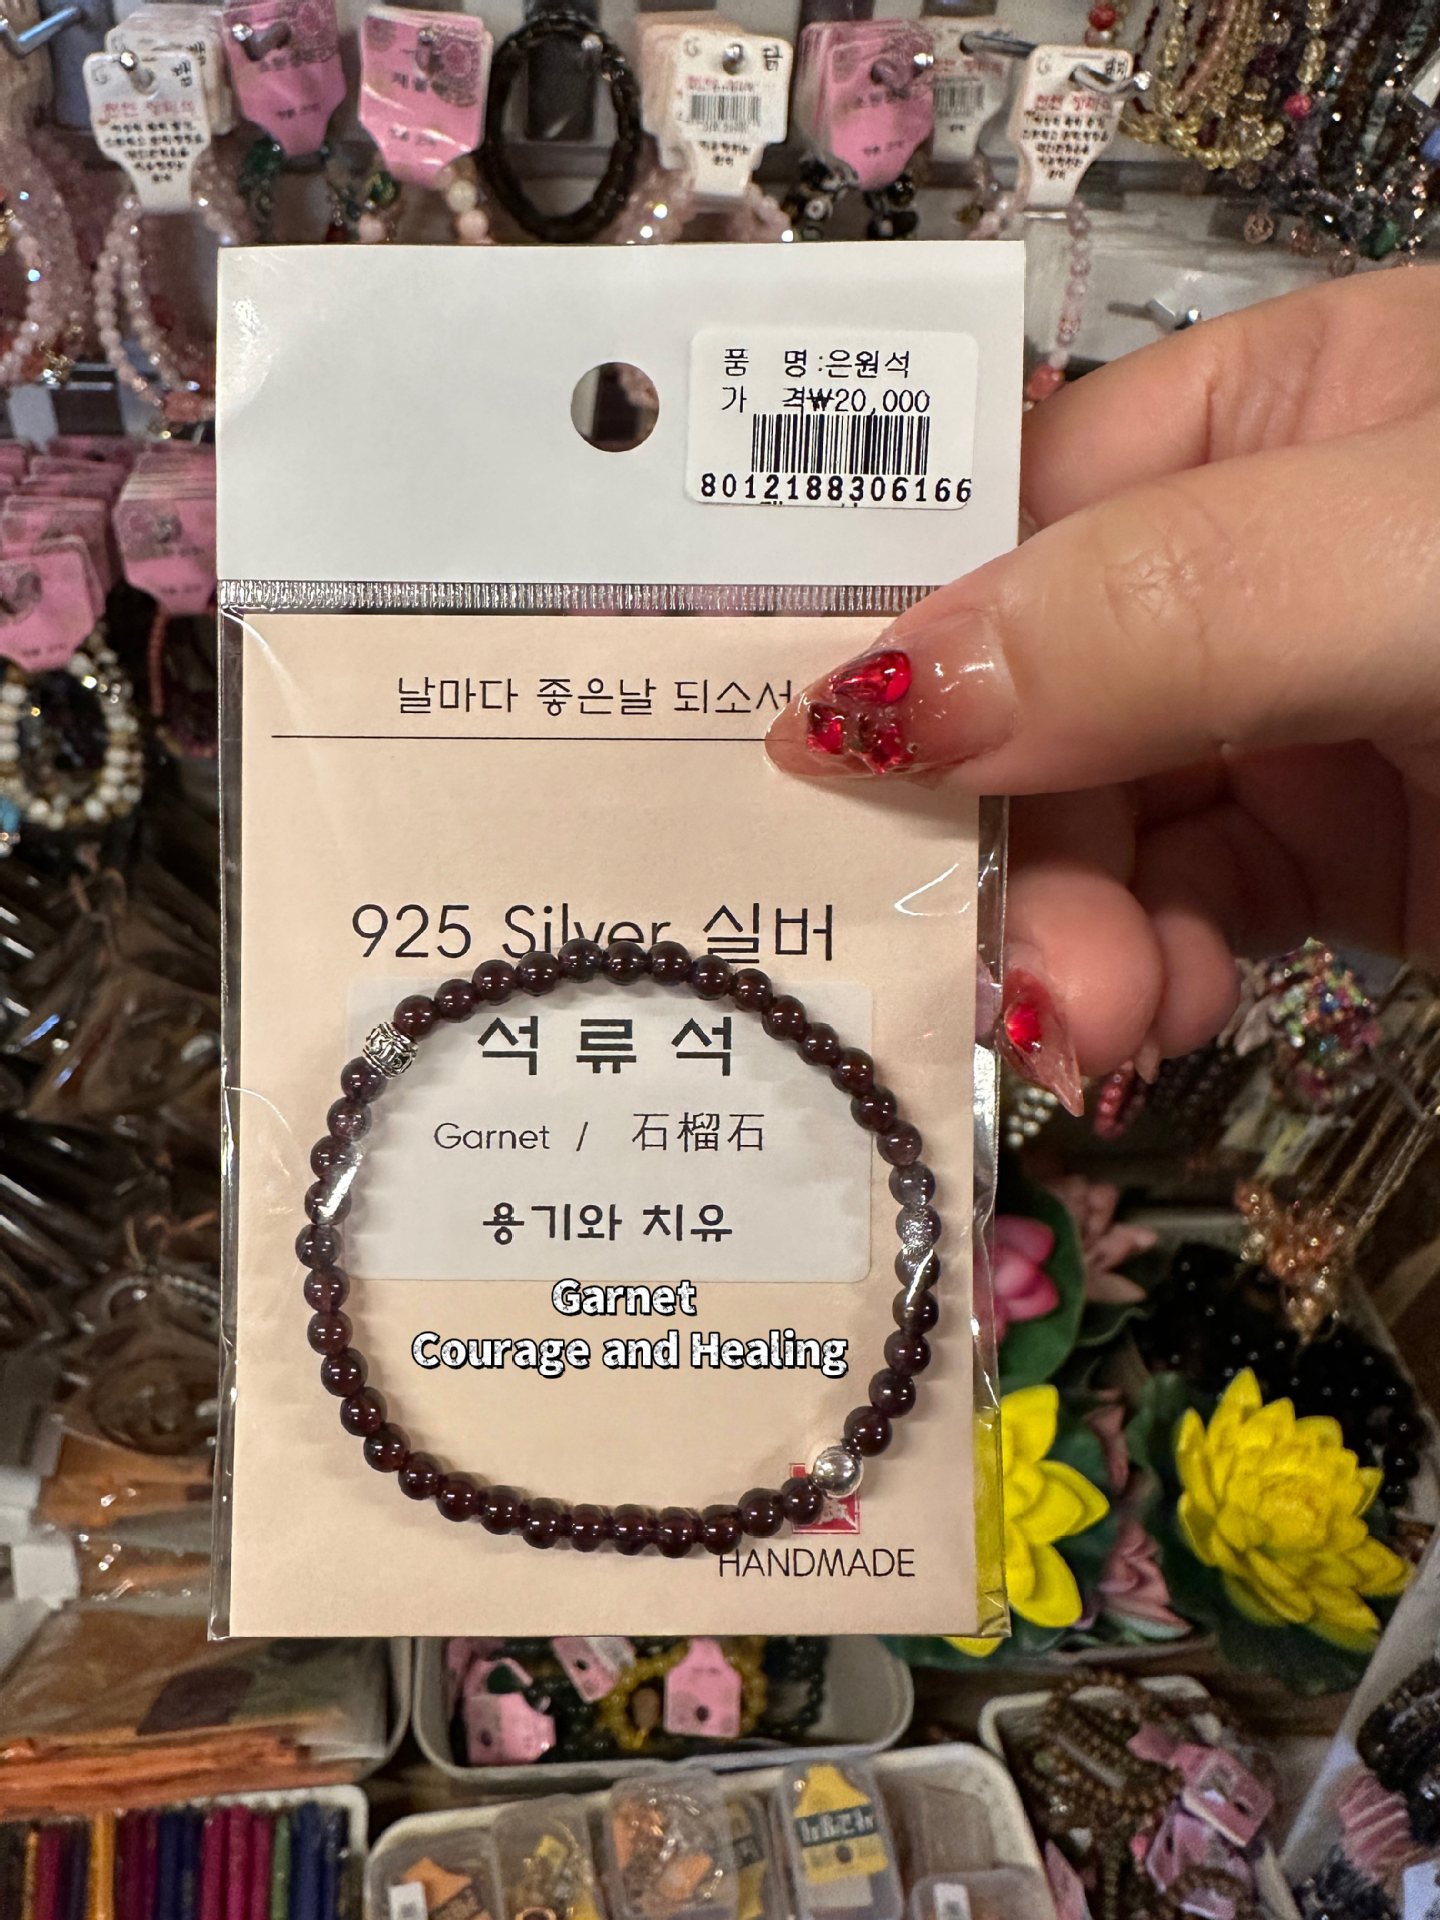 품 명:은원석
가 격₩20,000
8012188306166
날마다 좋은날 되소서
925 Silver 실버
석류석
Garnet / 石榴石
용기와 치유
Garnet
Courage and Healing
HANDMADE